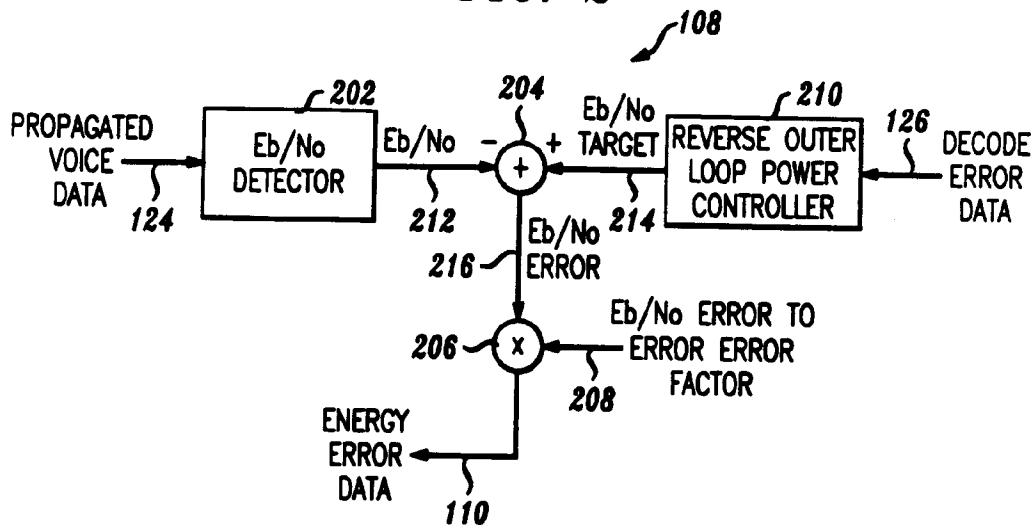 108
202
PROPAGATED
VOICE
DATA
124
Eb/No
DETECTOR
Eb/No
212
-
204
+
+
Eb/No
TARGET
214
210
REVERSE OUTER
LOOP POWER
CONTROLLER
126
DECODE
ERROR
DATA
216
Eb/No
ERROR
206
X
Eb/No ERROR TO
ERROR ERROR
FACTOR
208
ENERGY
ERROR
DATA
110